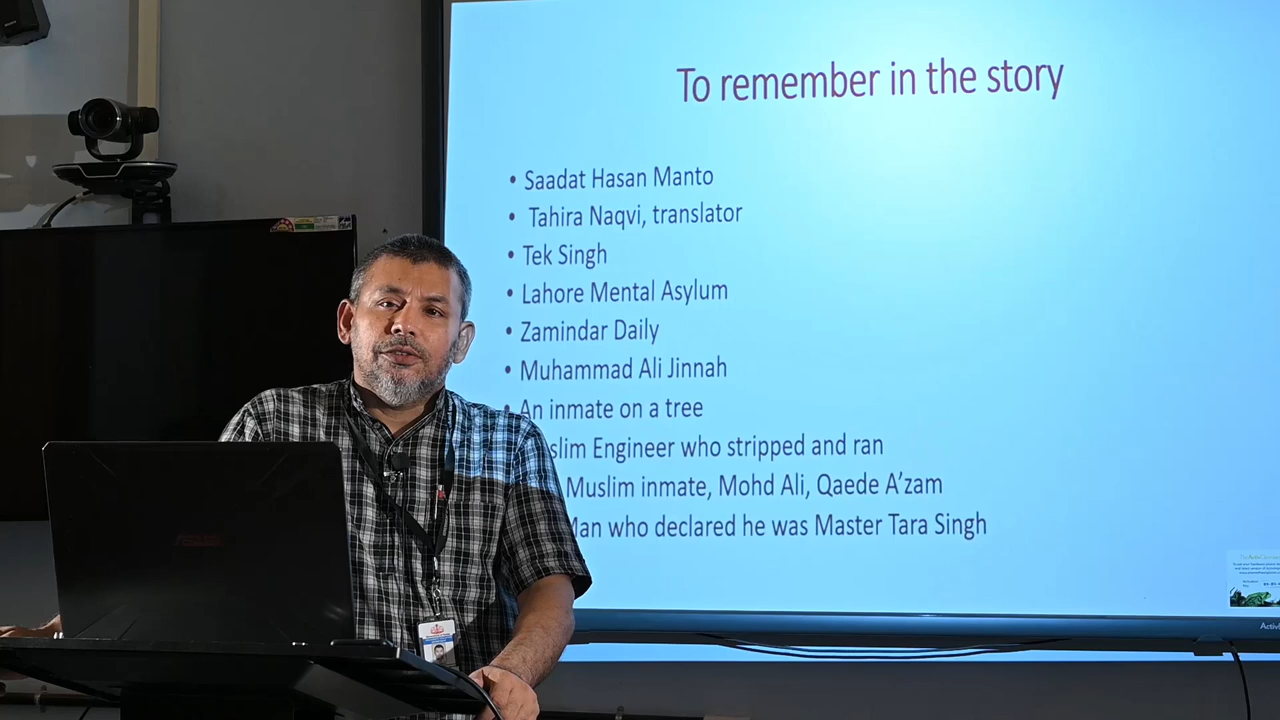 To remember in the story
• Saadat Hasan Manto
• Tahira Naqvi, translator
• Tek Singh
• Lahore Mental Asylum
• Zamindar Daily
• Muhammad Ali Jinnah
• An inmate on a tree
slim Engineer who stripped and ran
Muslim inmate, Mohd Ali, Qaede A’zam
Man who declared he was Master Tara Singh
ASUS